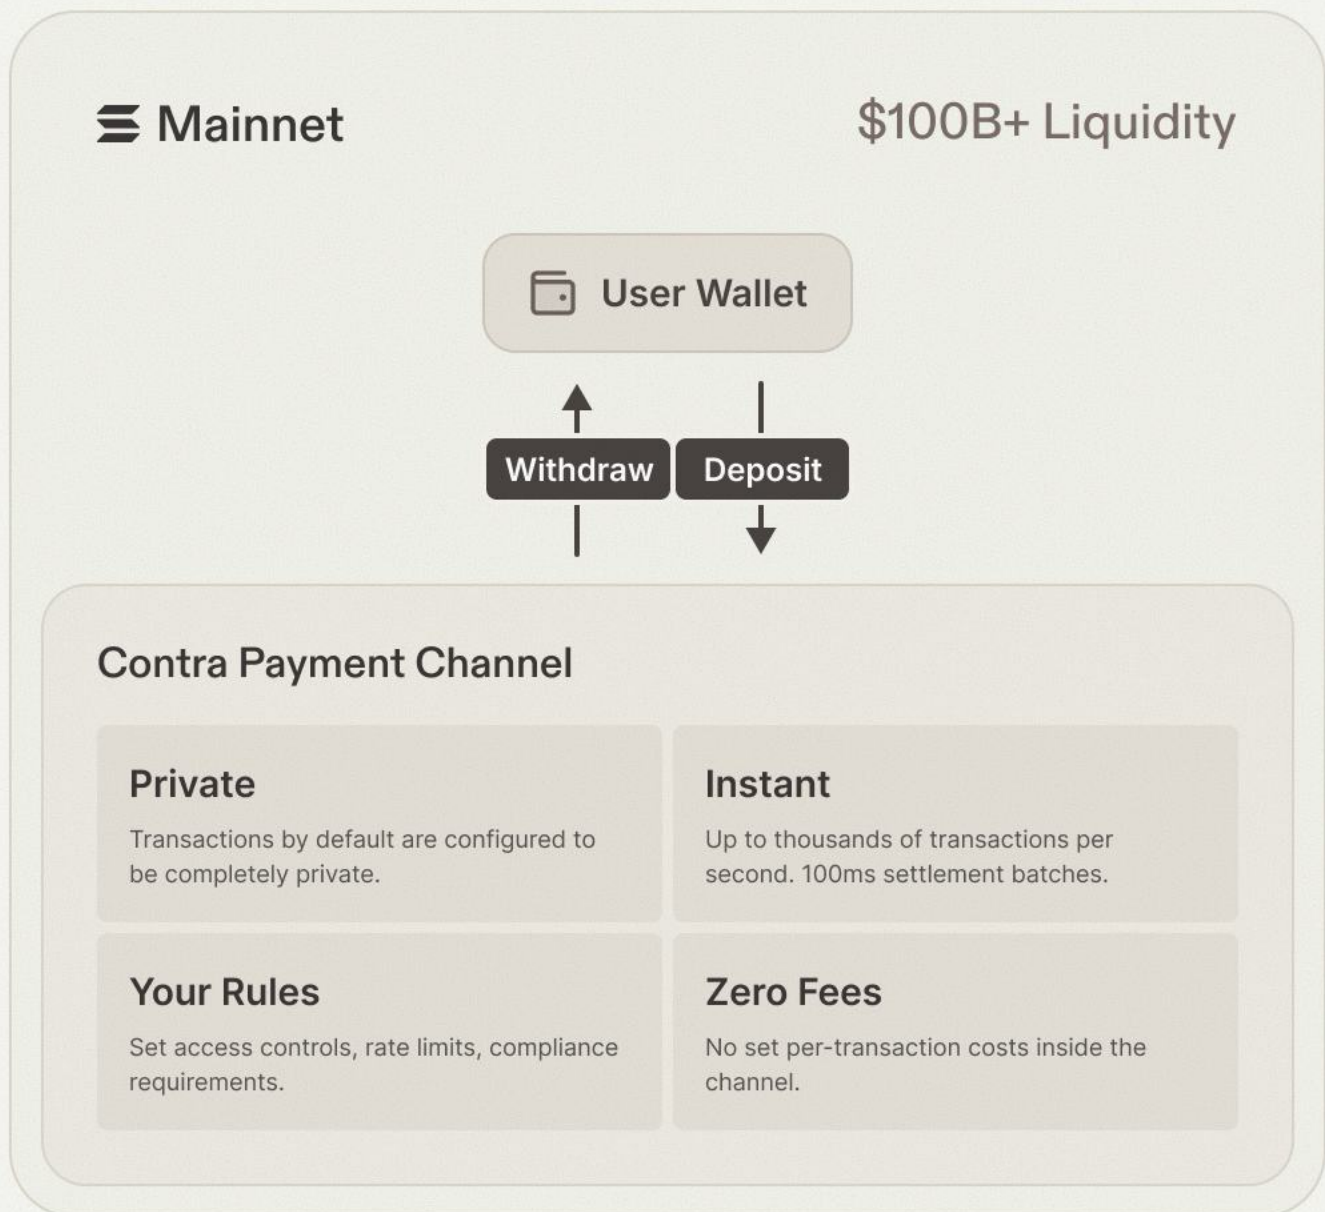 Mainnet
$100B+ Liquidity
User Wallet
Withdraw
Deposit
Contra Payment Channel
Private
Transactions by default are configured to
be completely private.
Instant
Up to thousands of transactions per
second. 100ms settlement batches.
Your Rules
Set access controls, rate limits, compliance
requirements.
Zero Fees
No set per-transaction costs inside the
channel.